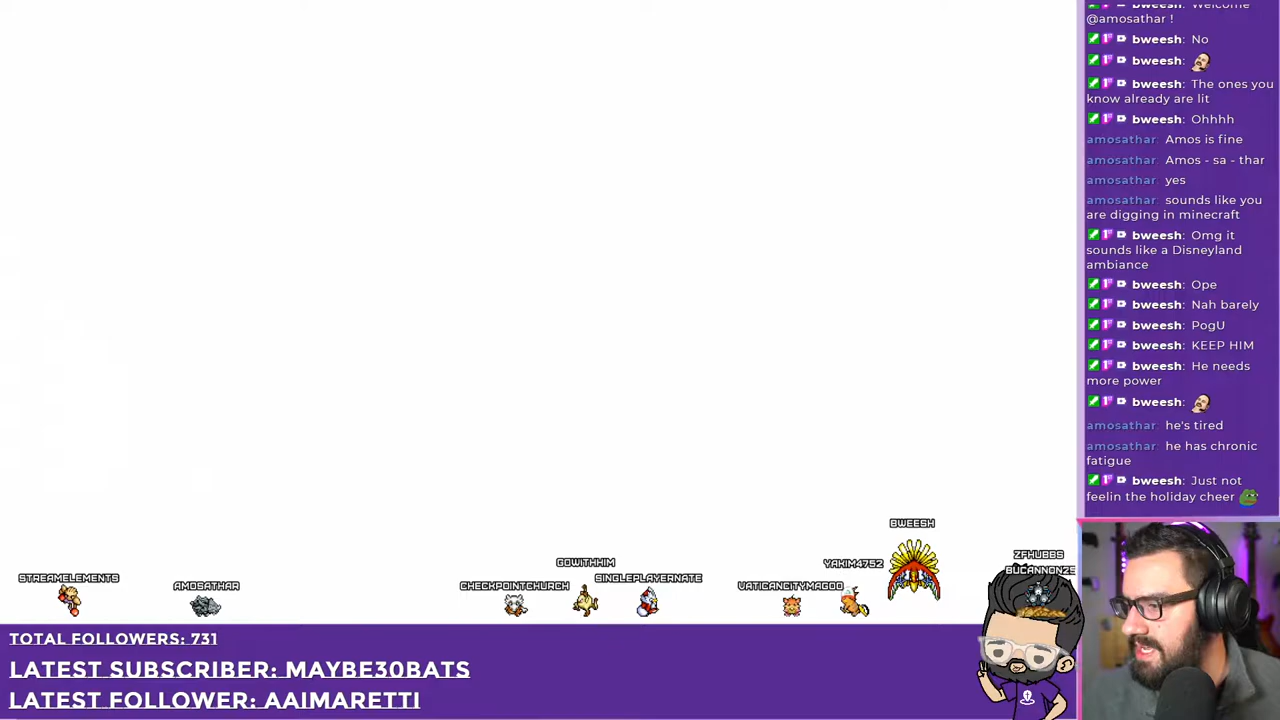 bweesh: Welcome
@amosathar !
bweesh: No
bweesh:
bweesh: The ones you
know already are lit
bweesh: Ohhhh
amosathar: Amos is fine
amosathar: Amos - sa - thar
amosathar: yes
amosathar: sounds like you
are digging in minecraft
bweesh: Omg it
sounds like a Disneyland
ambiance
bweesh: Ope
bweesh: Nah barely
bweesh: PogU
bweesh: KEEP HIM
bweesh: He needs
more power
bweesh:
amosathar: he's tired
amosathar: he has chronic
fatigue
bweesh: Just not
feelin the holiday cheer
BWEESH
ZFHUBBS
GOWITHHIM
YAKIM4752
BUCANNON25
STREAMELEMENTS
AMOSATHAR
CHECKPOINTCHURCH
SINGLEPLAYERNATE
VATICANCITYMAGOO
TOTAL FOLLOWERS: 731
LATEST SUBSCRIBER: MAYBE30BATS
LATEST FOLLOWER: AAIMARETTI